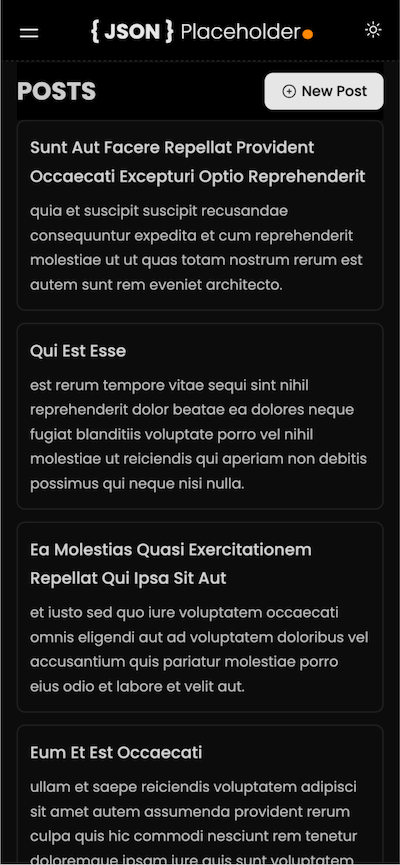 { JSON } Placeholder
POSTS
New Post
Sunt Aut Facere Repellat Provident
Occaecati Excepturi Optio Reprehenderit
quia et suscipit suscipit recusandae
consequuntur expedita et cum reprehenderit
molestiae ut ut quas totam nostrum rerum est
autem sunt rem eveniet architecto.
Qui Est Esse
est rerum tempore vitae sequi sint nihil
reprehenderit dolor beatae ea dolores neque
fugiat blanditiis voluptate porro vel nihil
molestiae ut reiciendis qui aperiam non debitis
possimus qui neque nisi nulla.
Ea Molestias Quasi Exercitationem
Repellat Qui Ipsa Sit Aut
et iusto sed quo iure voluptatem occaecati
omnis eligendi aut ad voluptatem doloribus vel
accusantium quis pariatur molestiae porro
eius odio et labore et velit aut.
Eum Et Est Occaecati
ullam et saepe reiciendis voluptatem adipisci
sit amet autem assumenda provident rerum
culpa quis hic commodi nesciunt rem tenetur
doloremque ipsam iure quis sunt voluptatem